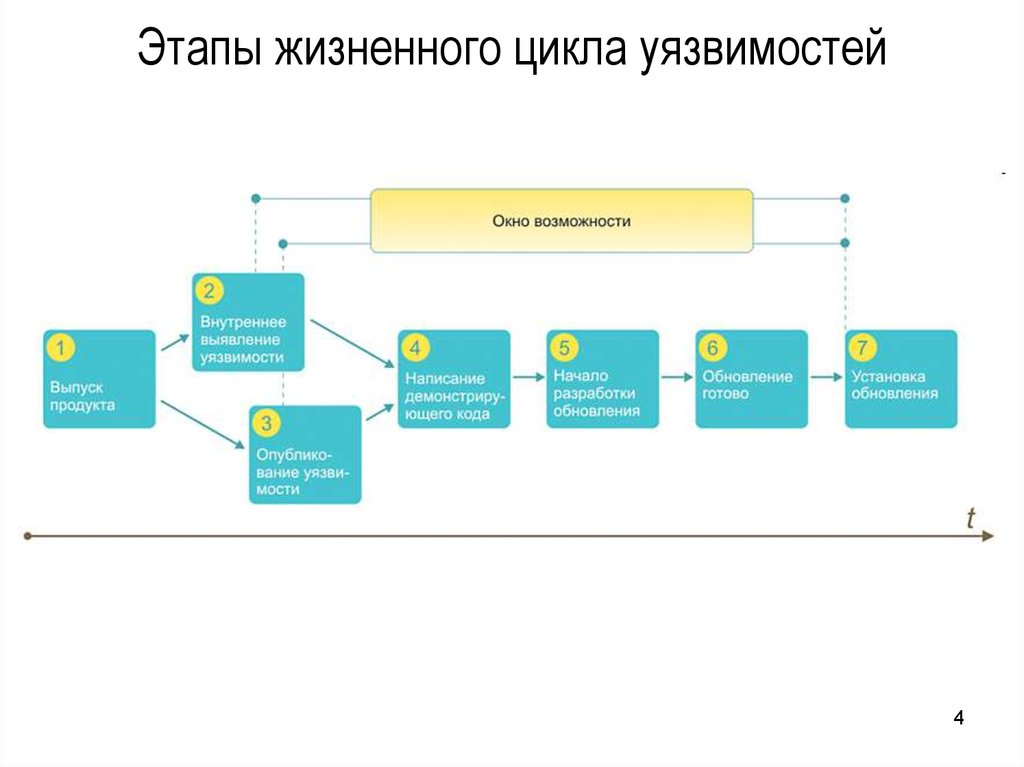 Этапы жизненного цикла уязвимостей
-
Окно возможности
1
Выпуск
продукта
2
Внутреннее
выявление
уязвимости
3
Опублико-
вание уязви-
мости
4
Написание
демонстриру-
ющего кода
5
Начало
разработки
обновления
6
Обновление
готово
7
Установка
обновления
t
4